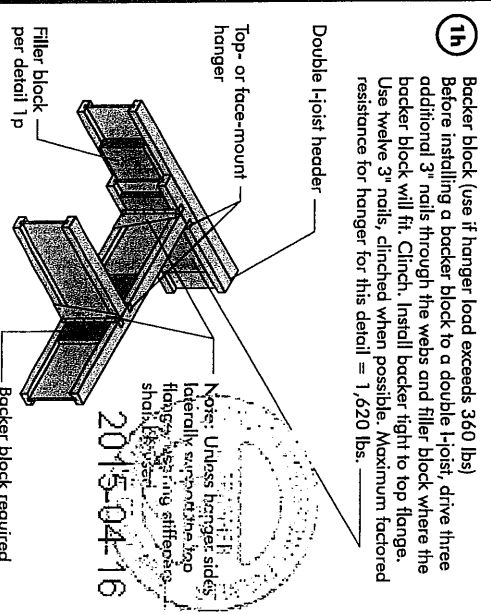 1h
Backer block (use if hanger load exceeds 360 lbs)
Before installing a backer block to a double I-joist, drive three
additional 3" nails through the webs and filler block where the
backer block will fit. Clinch. Install backer tight to top flange.
Use twelve 3" nails, clinched when possible. Maximum factored
resistance for hanger for this detail = 1,620 lbs.
Double I-joist header
Top- or face-mount
hanger
Filler block
per detail 1p
Note: Unless hanger sides
laterally support the top
flange, bearing stiffeners
shall be used
2015-04-16
Backer block required